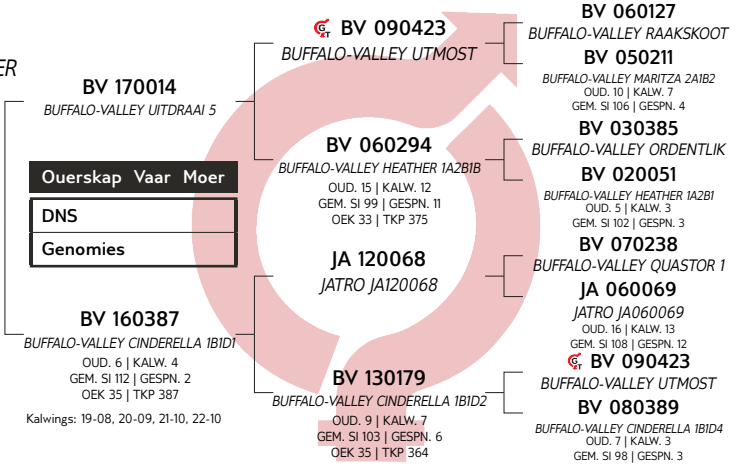 ER
BV 170014
BUFFALO-VALLEY UITDRAAI 5
Ouerskap Vaar Moer
DNS
Genomies
BV 160387
BUFFALO-VALLEY CINDERELLA 1B1D1
OUD. 6 | KALW. 4
GEM. SI 112 | GESPN. 2
OEK 35 | TKP 387
Kalwings: 19-08, 20-09, 21-10, 22-10
GT BV 090423
BUFFALO-VALLEY UTMOST
BV 060294
BUFFALO-VALLEY HEATHER 1A2B1B
OUD. 15 | KALW. 12
GEM. SI 99 | GESPN. 11
OEK 33 | TKP 375
JA 120068
JATRO JA120068
BV 130179
BUFFALO-VALLEY CINDERELLA 1B1D2
OUD. 9 | KALW. 7
GEM. SI 103 | GESPN. 6
OEK 35 | TKP 364
BV 060127
BUFFALO-VALLEY RAAKSKOOT
BV 050211
BUFFALO-VALLEY MARITZA 2A1B2
OUD. 10 | KALW. 7
GEM. SI 106 | GESPN. 4
BV 030385
BUFFALO-VALLEY ORDENTLIK
BV 020051
BUFFALO-VALLEY HEATHER 1A2B1
OUD. 5 | KALW. 3
GEM. SI 102 | GESPN. 3
BV 070238
BUFFALO-VALLEY QUASTOR 1
JA 060069
JATRO JA060069
OUD. 16 | KALW. 13
GEM. SI 108 | GESPN. 12
GT BV 090423
BUFFALO-VALLEY UTMOST
BV 080389
BUFFALO-VALLEY CINDERELLA 1B1D4
OUD. 7 | KALW. 3
GEM. SI 98 | GESPN. 3